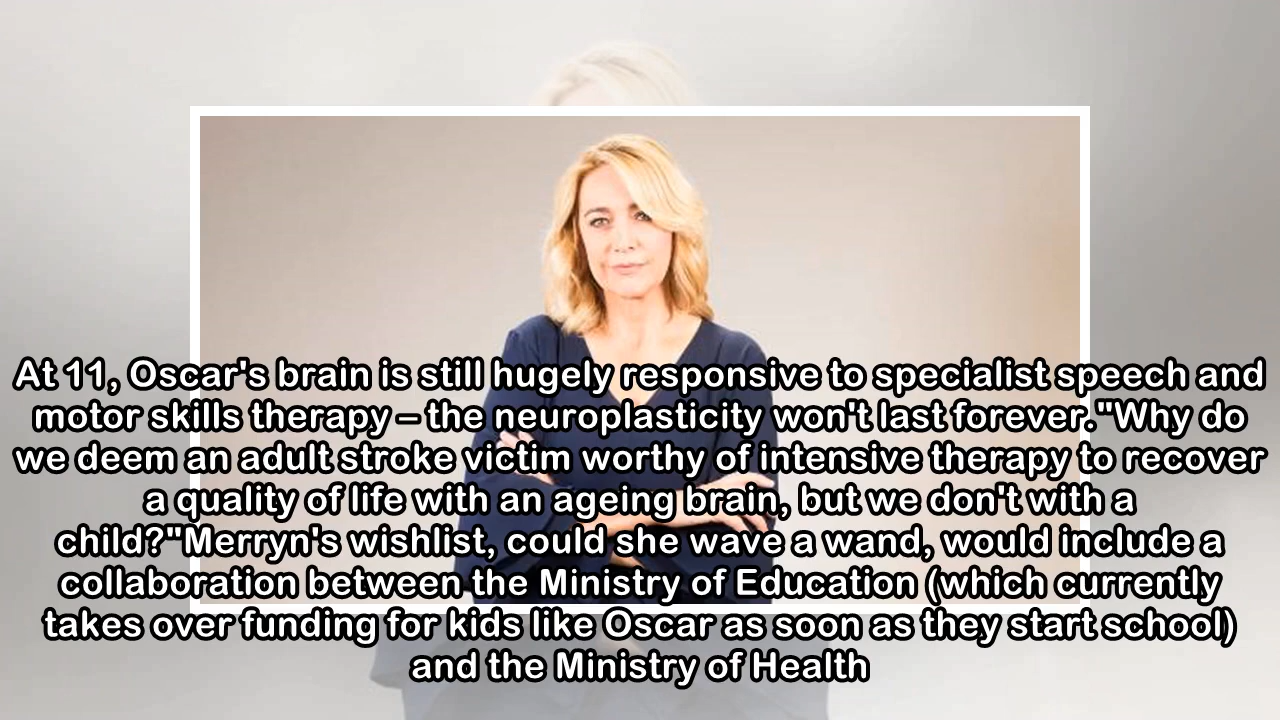 At 11, Oscar's brain is still hugely responsive to specialist speech and
motor skills therapy – the neuroplasticity won't last forever."Why do
we deem an adult stroke victim worthy of intensive therapy to recover
a quality of life with an ageing brain, but we don't with a
child?"Merryn's wishlist, could she wave a wand, would include a
collaboration between the Ministry of Education (which currently
takes over funding for kids like Oscar as soon as they start school)
and the Ministry of Health